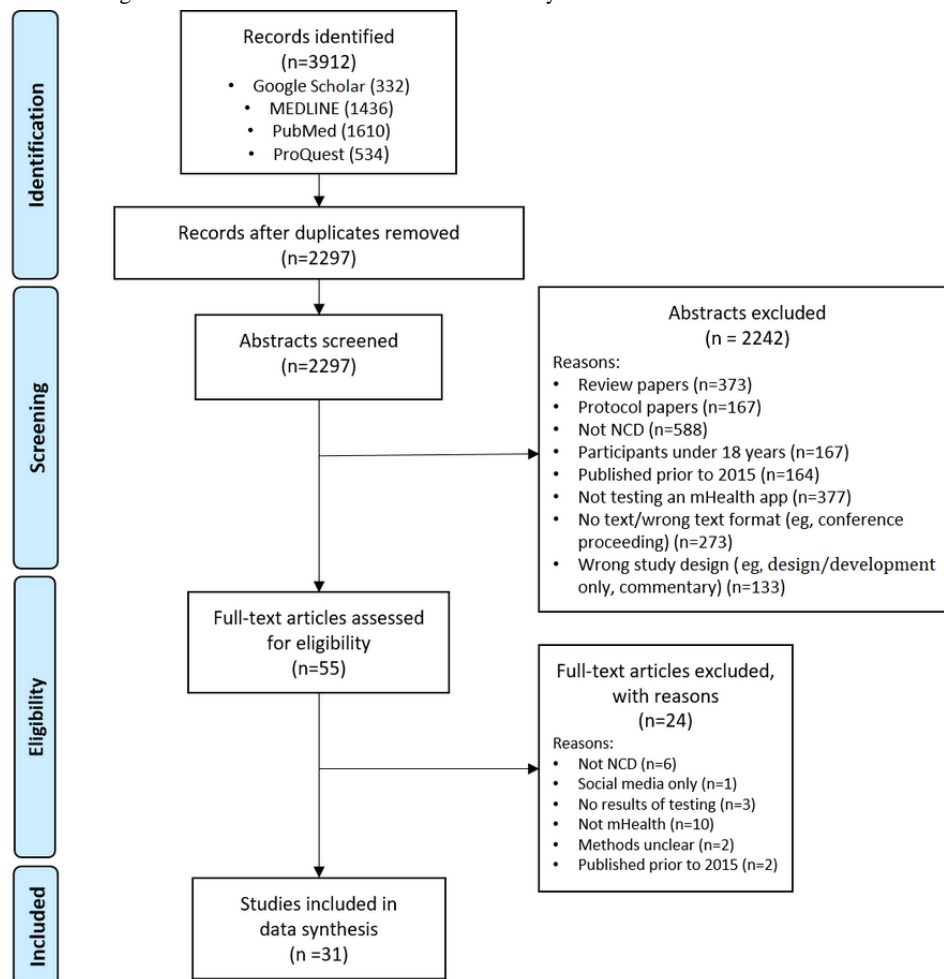 Identification
Records identified
(n=3912)
• Google Scholar (332)
• MEDLINE (1436)
• PubMed (1610)
• ProQuest (534)
Records after duplicates removed
(n=2297)
Screening
Abstracts screened
(n=2297)
Abstracts excluded
(n = 2242)
Reasons:
• Review papers (n=373)
• Protocol papers (n=167)
• Not NCD (n=588)
• Participants under 18 years (n=167)
• Published prior to 2015 (n=164)
• Not testing an mHealth app (n=377)
• No text/wrong text format (eg, conference
proceeding) (n=273)
• Wrong study design (eg, design/development
only, commentary) (n=133)
Eligibility
Full-text articles assessed
for eligibility
(n=55)
Full-text articles excluded,
with reasons
(n=24)
Reasons:
• Not NCD (n=6)
• Social media only (n=1)
• No results of testing (n=3)
• Not mHealth (n=10)
• Methods unclear (n=2)
• Published prior to 2015 (n=2)
Included
Studies included in
data synthesis
(n =31)